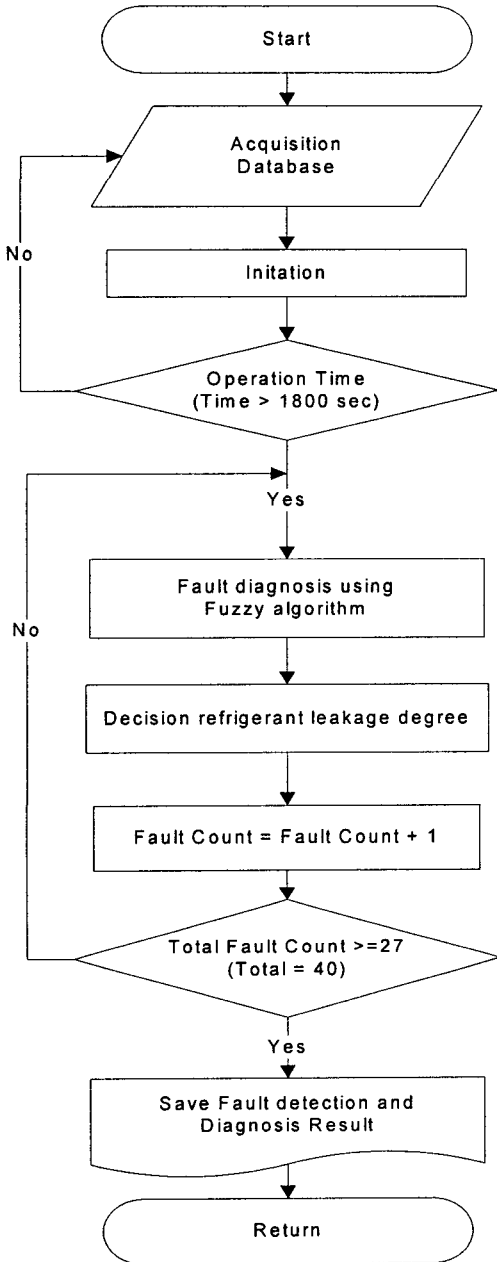 Start
Acquisition
Database
No
Initation
Operation Time
(Time > 1800 sec)
Yes
Fault diagnosis using
Fuzzy algorithm
No
Decision refrigerant leakage degree
Fault Count = Fault Count + 1
Total Fault Count >=27
(Total = 40)
Yes
Save Fault detection and
Diagnosis Result
Return